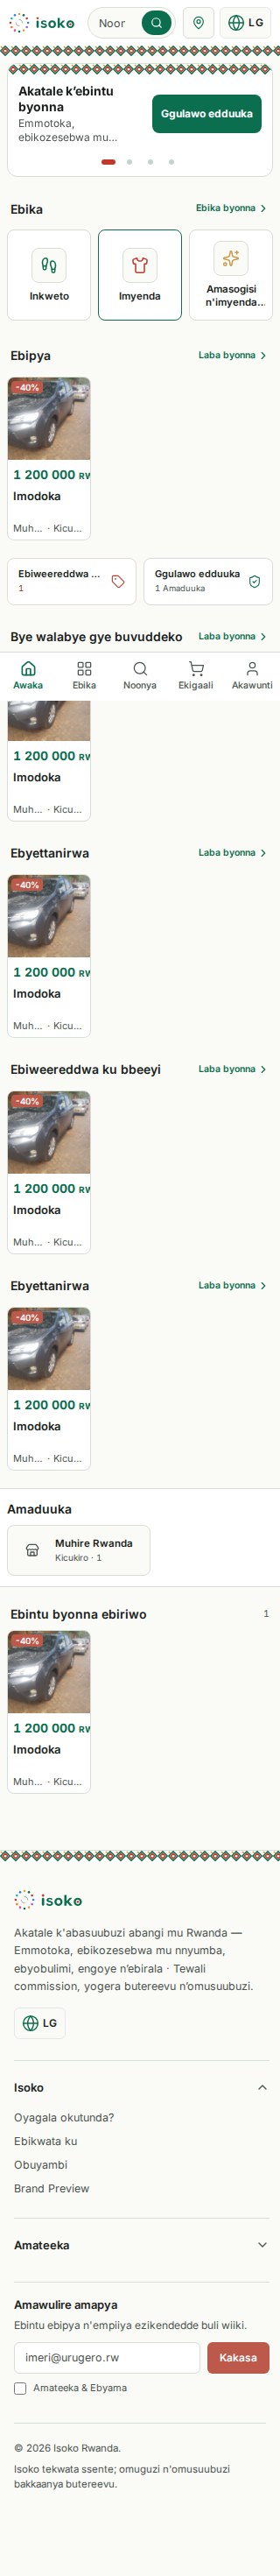 isoko
Noor
LG
Akatale k'ebintu
byonna
Emmotoka,
ebikozesebwa mu...
Ggulawo edduuka
Ebika
Ebika byonna
Inkweto
Imyenda
Amasogisi
n'imyenda...
Ebipya
Laba byonna
-40%
1 200 000 RW
Imodoka
Muh... · Kicu...
Ebiweereddwa ...
1
Ggulawo edduuka
1 Amaduuka
Bye walabye gye buvuddeko
Laba byonna
Awaka
Ebika
Noonya
Ekigaali
Akawunti
1 200 000 RW
Imodoka
Muh... · Kicu...
Ebyettanirwa
Laba byonna
-40%
1 200 000 RW
Imodoka
Muh... · Kicu...
Ebiweereddwa ku bbeeyi
Laba byonna
-40%
1 200 000 RW
Imodoka
Muh... · Kicu...
Ebyettanirwa
Laba byonna
-40%
1 200 000 RW
Imodoka
Muh... · Kicu...
Amaduuka
Muhire Rwanda
Kicukiro · 1
Ebintu byonna ebiriwo
1
-40%
1 200 000 RW
Imodoka
Muh... · Kicu...
isoko
Akatale k'abasuubuzi abangi mu Rwanda —
Emmotoka, ebikozesebwa mu nnyumba,
ebyobulimi, engoye n'ebirala · Tewali
commission, yogera butereevu n'omusuubuzi.
LG
Isoko
Oyagala okutunda?
Ebikwata ku
Obuyambi
Brand Preview
Amateeka
Amawulire amapya
Ebintu ebipya n'empiiya ezikendedde buli wiiki.
imeri@urugero.rw
Kakasa
Amateeka & Ebyama
© 2026 Isoko Rwanda.
Isoko tekwata ssente; omuguzi n'omusuubuzi
bakkaanya butereevu.